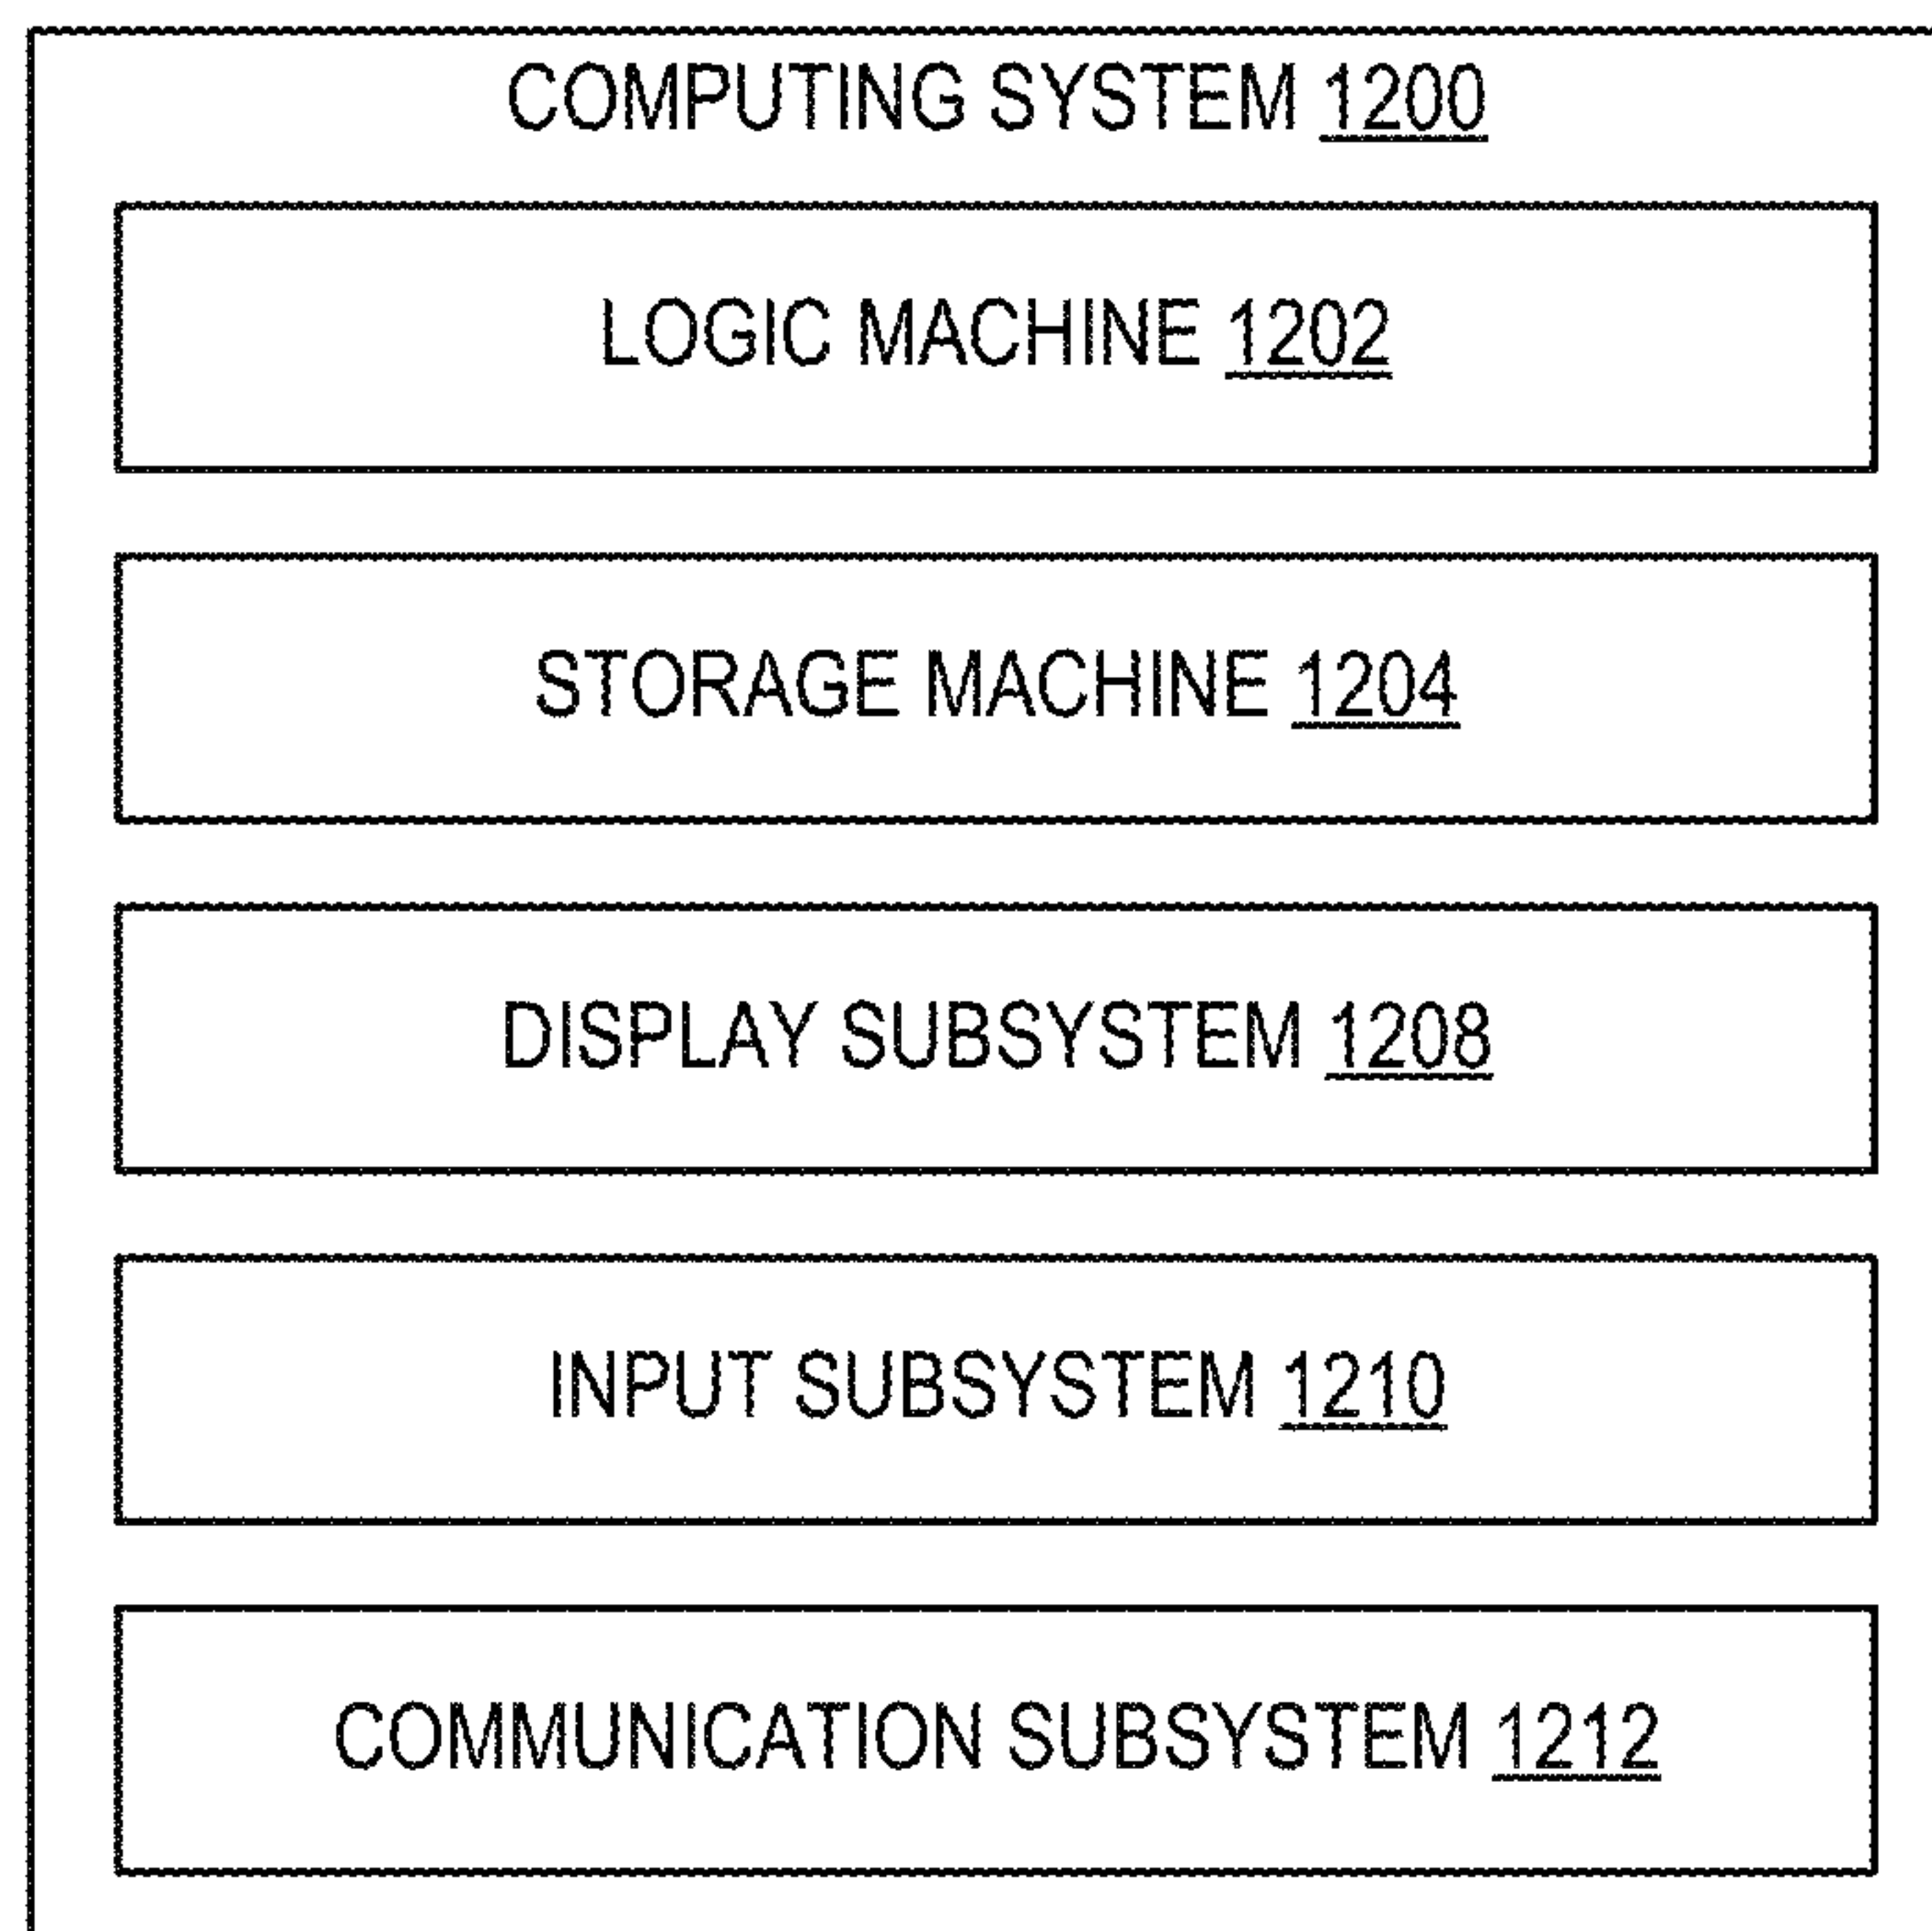 COMPUTING SYSTEM 1200
LOGIC MACHINE 1202
STORAGE MACHINE 1204
DISPLAY SUBSYSTEM 1208
INPUT SUBSYSTEM 1210
COMMUNICATION SUBSYSTEM 1212